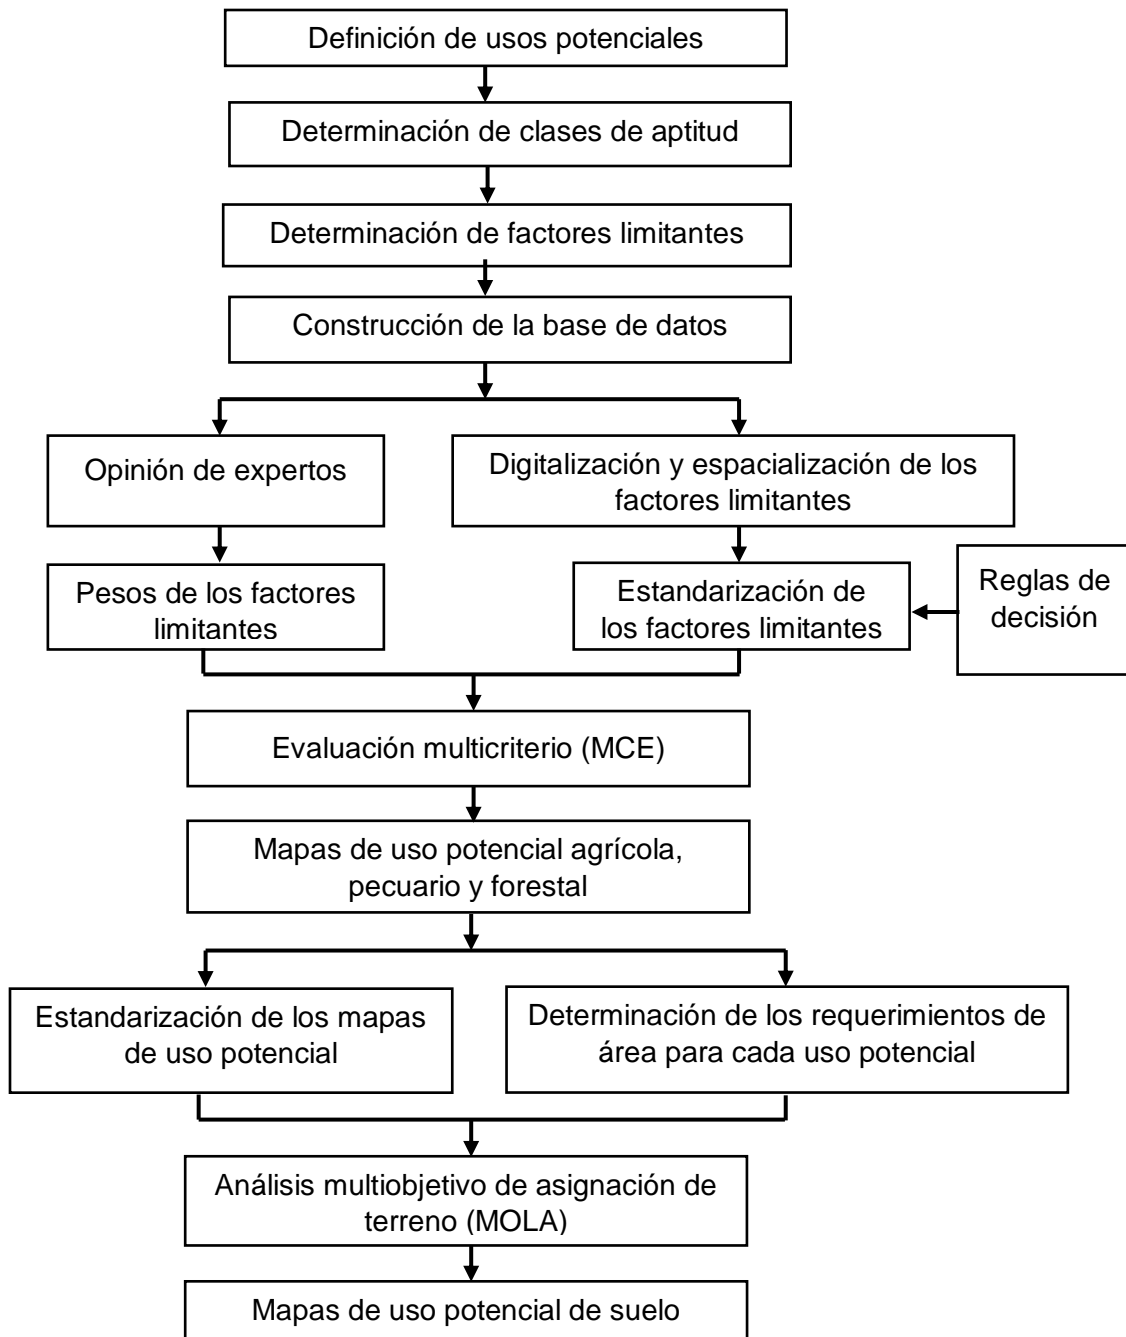 Definición de usos potenciales
Determinación de clases de aptitud
Determinación de factores limitantes
Construcción de la base de datos
Opinión de expertos
Digitalización y espacialización de los
factores limitantes
Pesos de los factores
limitantes
Estandarización de
los factores limitantes
Reglas de
decisión
Evaluación multicriterio (MCE)
Mapas de uso potencial agrícola,
pecuario y forestal
Estandarización de los mapas
de uso potencial
Determinación de los requerimientos de
área para cada uso potencial
Análisis multiobjetivo de asignación de
terreno (MOLA)
Mapas de uso potencial de suelo